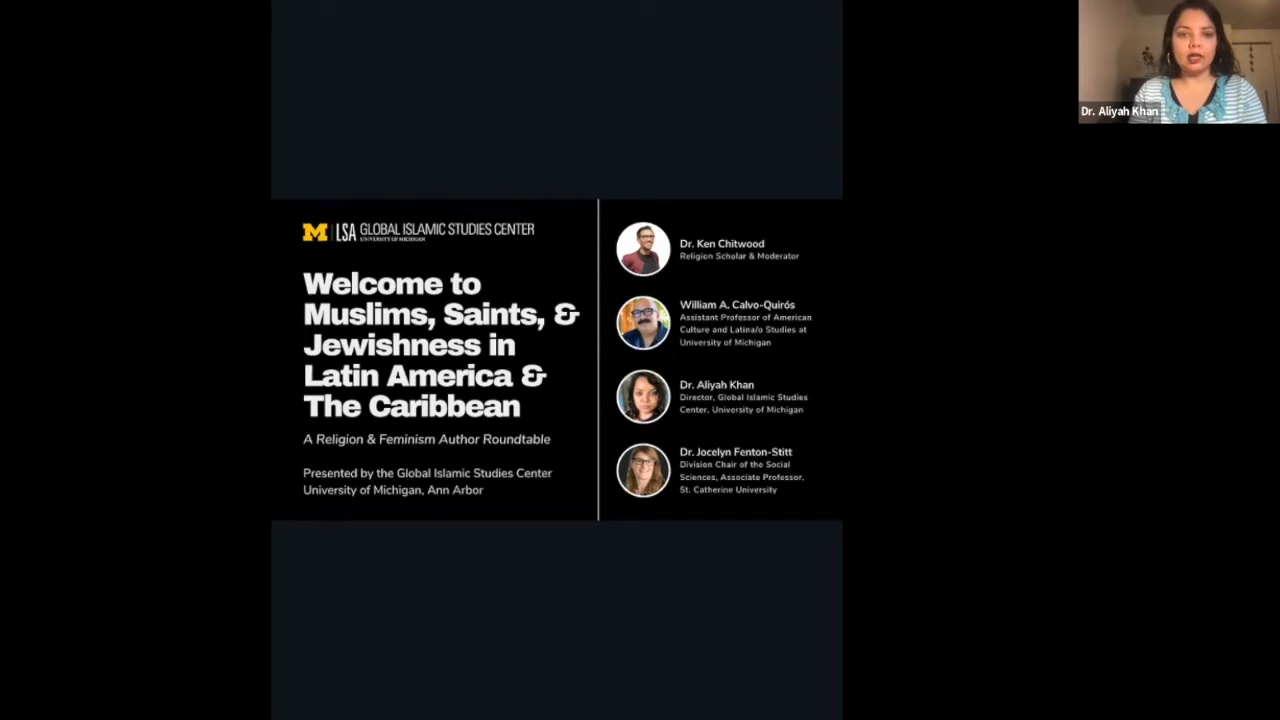 M LSA GLOBAL ISLAMIC STUDIES CENTER
UNIVERSITY OF MICHIGAN
Welcome to
Muslims, Saints, &
Jewishness in
Latin America &
The Caribbean
A Religion & Feminism Author Roundtable
Presented by the Global Islamic Studies Center
University of Michigan, Ann Arbor
Dr. Ken Chitwood
Religion Scholar & Moderator
William A. Calvo-Quirós
Assistant Professor of American
Culture and Latina/o Studies at
University of Michigan
Dr. Aliyah Khan
Director, Global Islamic Studies
Center, University of Michigan
Dr. Jocelyn Fenton-Stitt
Division Chair of the Social
Sciences, Associate Professor,
St. Catherine University
Dr. Aliyah Khan